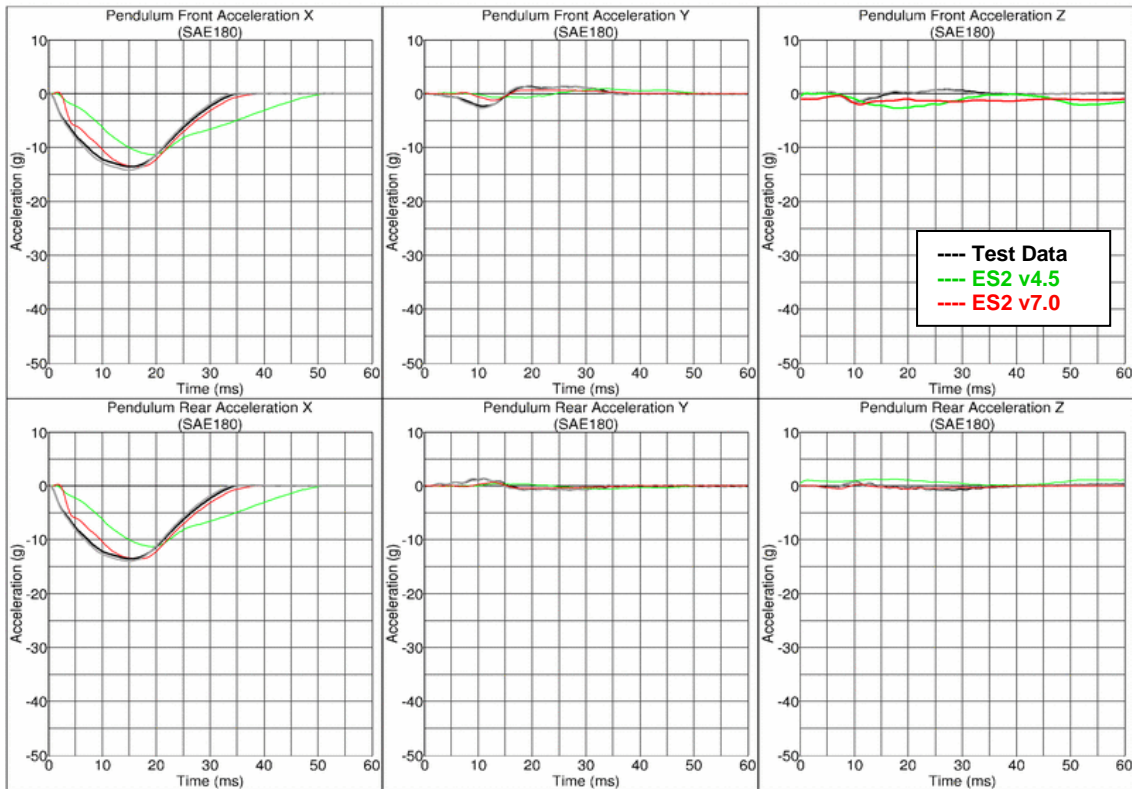 Pendulum Front Acceleration X
(SAE180)
Pendulum Front Acceleration Y
(SAE180)
Pendulum Front Acceleration Z
(SAE180)
10
0
-10
-20
-30
-40
-50
Acceleration (g)
0 10 20 30 40 50 60
Time (ms)
10
0
-10
-20
-30
-40
-50
Acceleration (g)
0 10 20 30 40 50 60
Time (ms)
10
0
-10
-20
-30
-40
-50
Acceleration (g)
0 10 20 30 40 50 60
Time (ms)
---- Test Data
---- ES2 v4.5
---- ES2 v7.0
Pendulum Rear Acceleration X
(SAE180)
Pendulum Rear Acceleration Y
(SAE180)
Pendulum Rear Acceleration Z
(SAE180)
10
0
-10
-20
-30
-40
-50
Acceleration (g)
0 10 20 30 40 50 60
Time (ms)
10
0
-10
-20
-30
-40
-50
Acceleration (g)
0 10 20 30 40 50 60
Time (ms)
10
0
-10
-20
-30
-40
-50
Acceleration (g)
0 10 20 30 40 50 60
Time (ms)